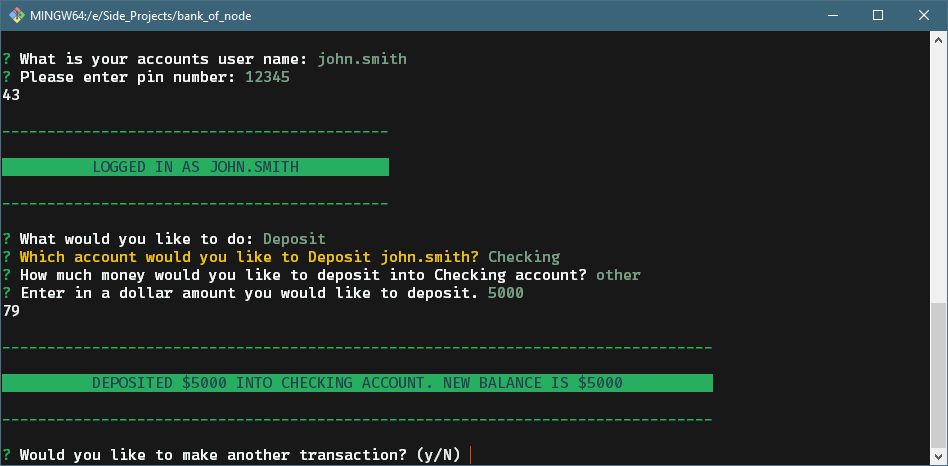 MINGW64:/e/Side_Projects/bank_of_node
? What is your accounts user name: john.smith
? Please enter pin number: 12345
43
-------------------------------------------
LOGGED IN AS JOHN.SMITH
-------------------------------------------
? What would you like to do: Deposit
? Which account would you like to Deposit john.smith? Checking
? How much money would you like to deposit into Checking account? other
? Enter in a dollar amount you would like to deposit. 5000
79
-------------------------------------------------------------------------------
DEPOSITED $5000 INTO CHECKING ACCOUNT. NEW BALANCE IS $5000
-------------------------------------------------------------------------------
? Would you like to make another transaction? (y/N)